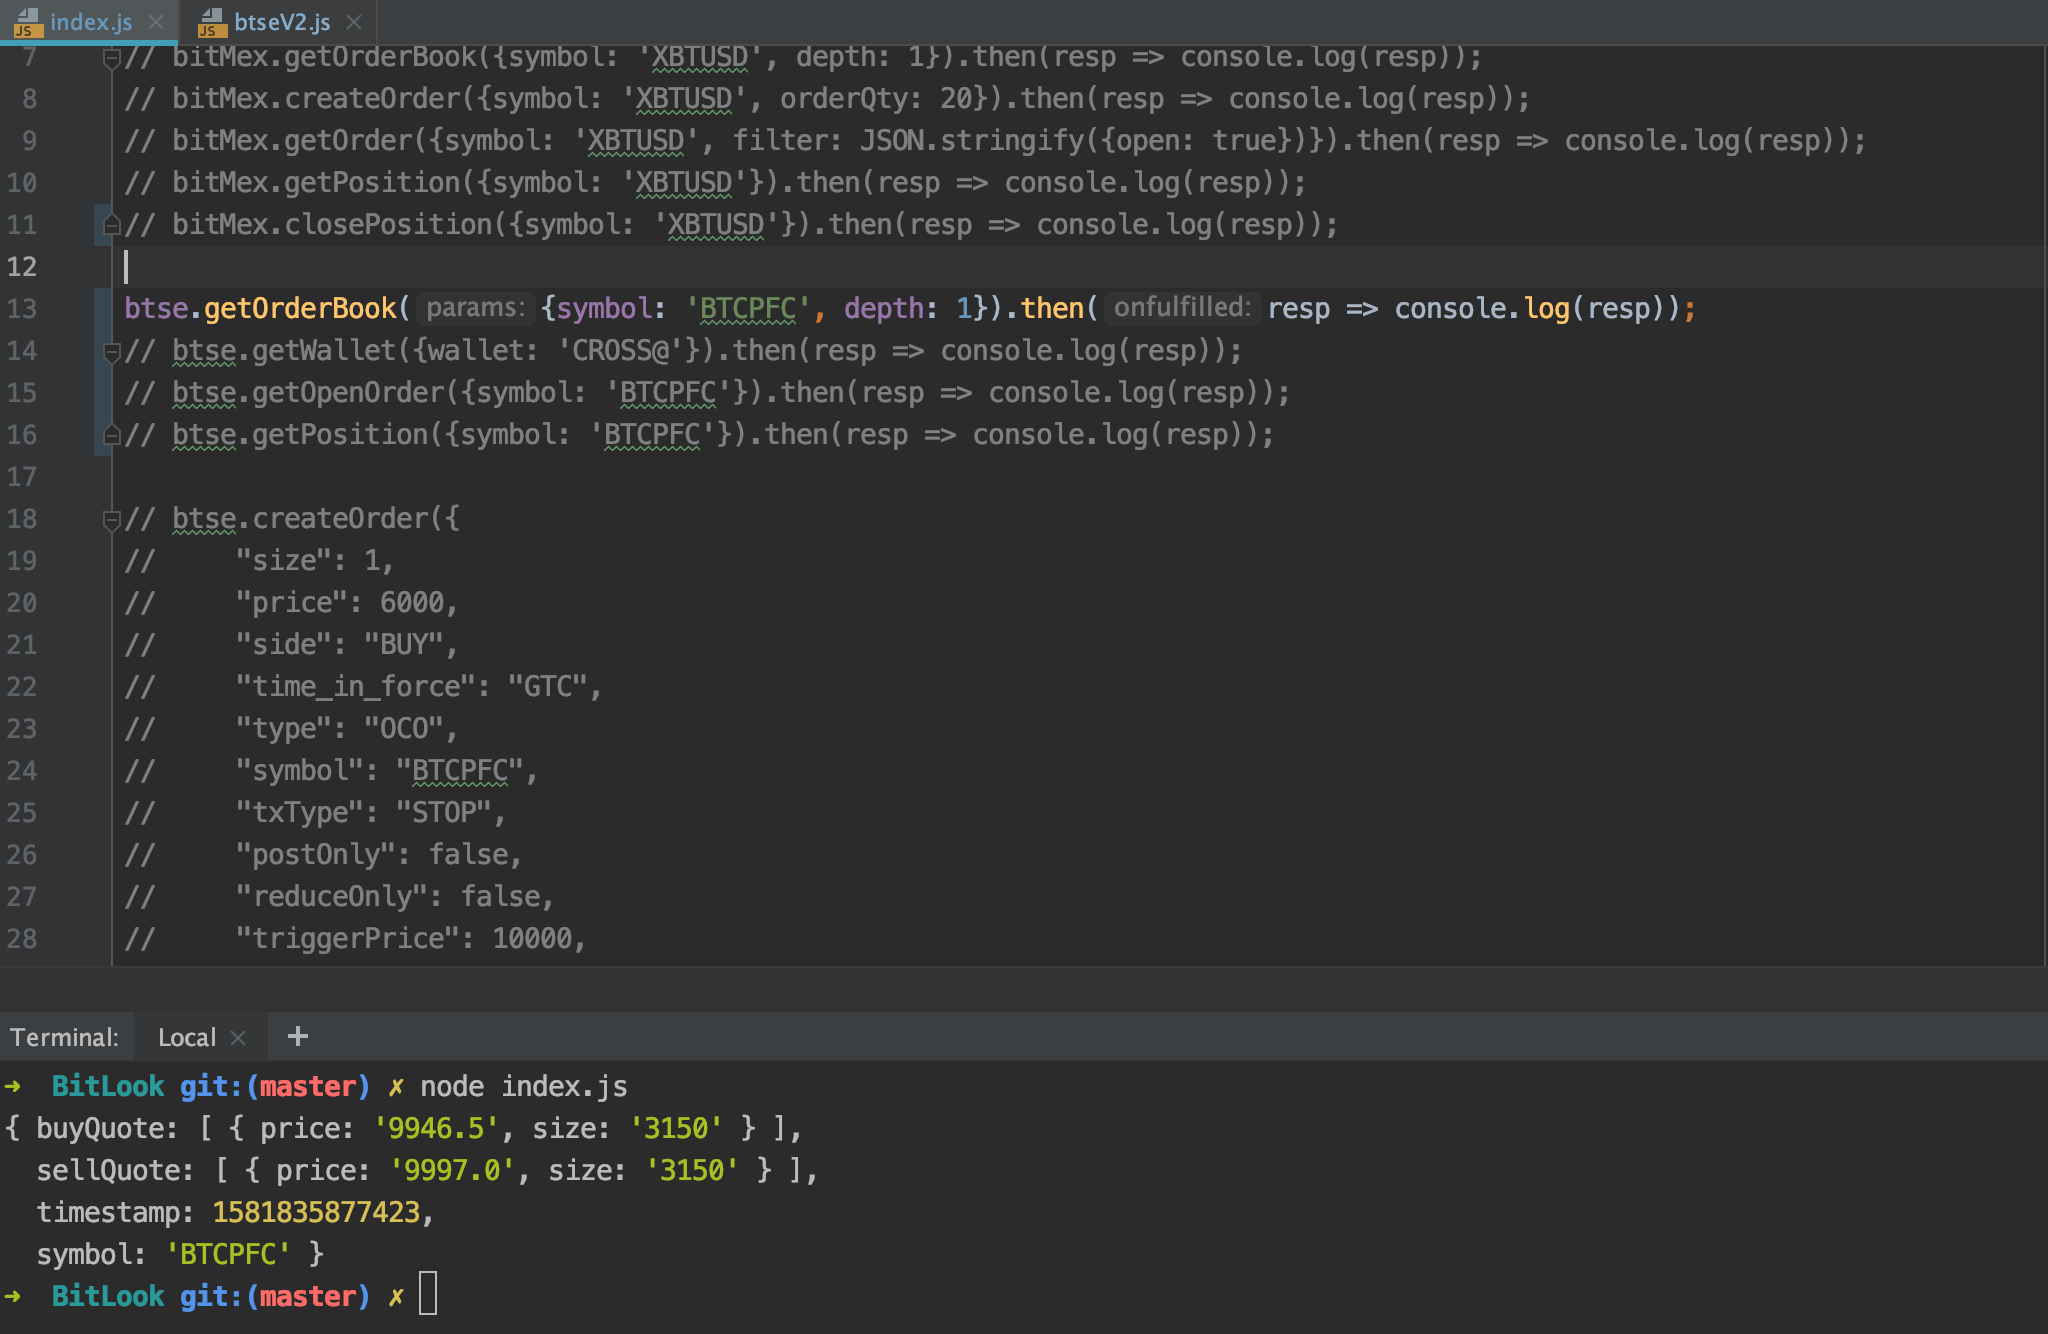 index.js btseV2.js
7 // bitMex.getOrderBook({symbol: 'XBTUSD', depth: 1}).then(resp => console.log(resp));
8 // bitMex.createOrder({symbol: 'XBTUSD', orderQty: 20}).then(resp => console.log(resp));
9 // bitMex.getOrder({symbol: 'XBTUSD', filter: JSON.stringify({open: true})}).then(resp => console.log(resp));
10 // bitMex.getPosition({symbol: 'XBTUSD'}).then(resp => console.log(resp));
11 // bitMex.closePosition({symbol: 'XBTUSD'}).then(resp => console.log(resp));
12
13 btse.getOrderBook( params: {symbol: 'BTCPFC', depth: 1}).then( onfulfilled: resp => console.log(resp));
14 // btse.getWallet({wallet: 'CROSS@'}).then(resp => console.log(resp));
15 // btse.getOpenOrder({symbol: 'BTCPFC'}).then(resp => console.log(resp));
16 // btse.getPosition({symbol: 'BTCPFC'}).then(resp => console.log(resp));
17
18 // btse.createOrder({
19 //     "size": 1,
20 //     "price": 6000,
21 //     "side": "BUY",
22 //     "time_in_force": "GTC",
23 //     "type": "OCO",
24 //     "symbol": "BTCPFC",
25 //     "txType": "STOP",
26 //     "postOnly": false,
27 //     "reduceOnly": false,
28 //     "triggerPrice": 10000,
Terminal: Local +
➜ BitLook git:(master) ✗ node index.js
{ buyQuote: [ { price: '9946.5', size: '3150' } ],
  sellQuote: [ { price: '9997.0', size: '3150' } ],
  timestamp: 1581835877423,
  symbol: 'BTCPFC' }
➜ BitLook git:(master) ✗